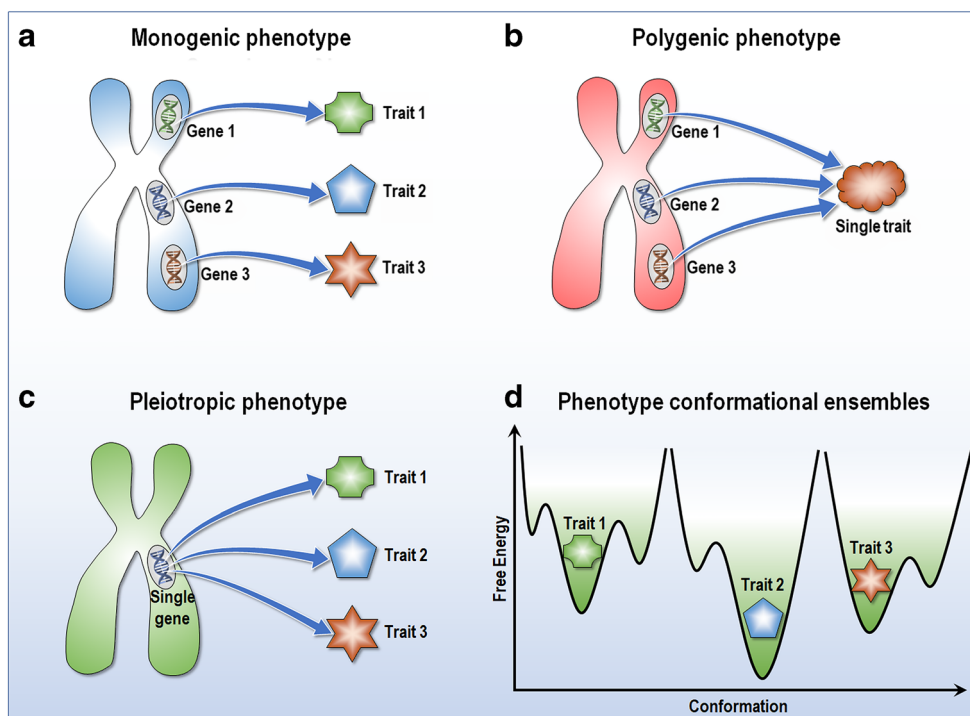 a
Monogenic phenotype
Gene 1
Trait 1
Gene 2
Trait 2
Gene 3
Trait 3
b
Polygenic phenotype
Gene 1
Gene 2
Gene 3
Single trait
c
Pleiotropic phenotype
Single
gene
Trait 1
Trait 2
Trait 3
d
Phenotype conformational ensembles
Free Energy
Trait 1
Trait 2
Trait 3
Conformation